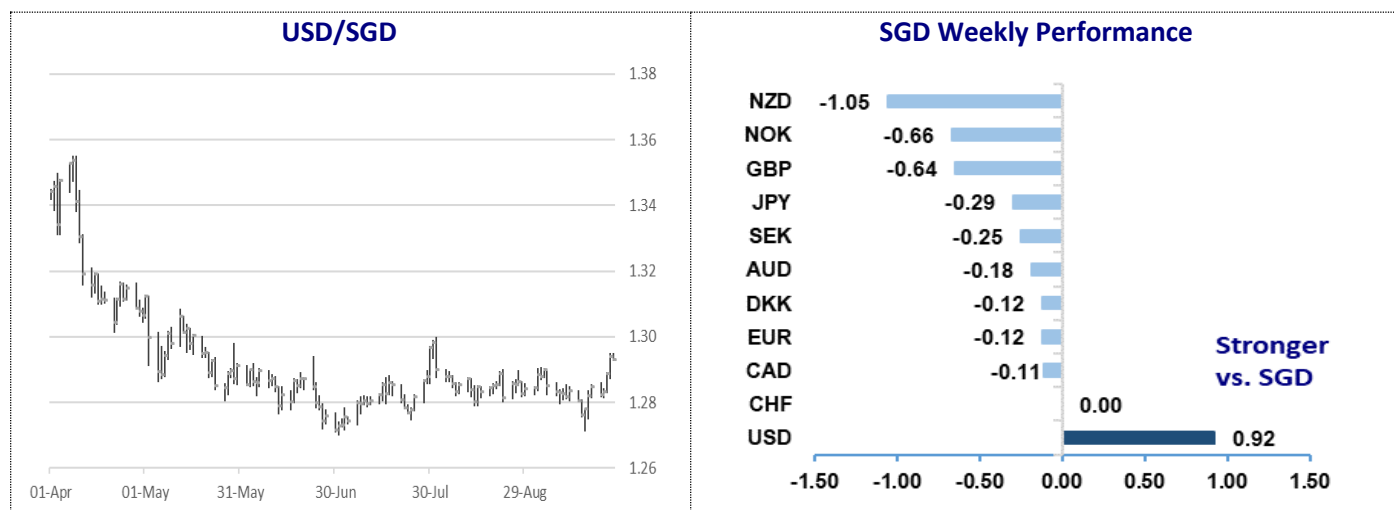 USD/SGD
1.38
1.36
1.34
1.32
1.30
1.28
1.26
01-Apr 01-May 31-May 30-Jun 30-Jul 29-Aug
SGD Weekly Performance
NZD -1.05
NOK -0.66
GBP -0.64
JPY -0.29
SEK -0.25
AUD -0.18
DKK -0.12
EUR -0.12
CAD -0.11
CHF 0.00
USD 0.92
Stronger
vs. SGD
-1.50 -1.00 -0.50 0.00 0.50 1.00 1.50